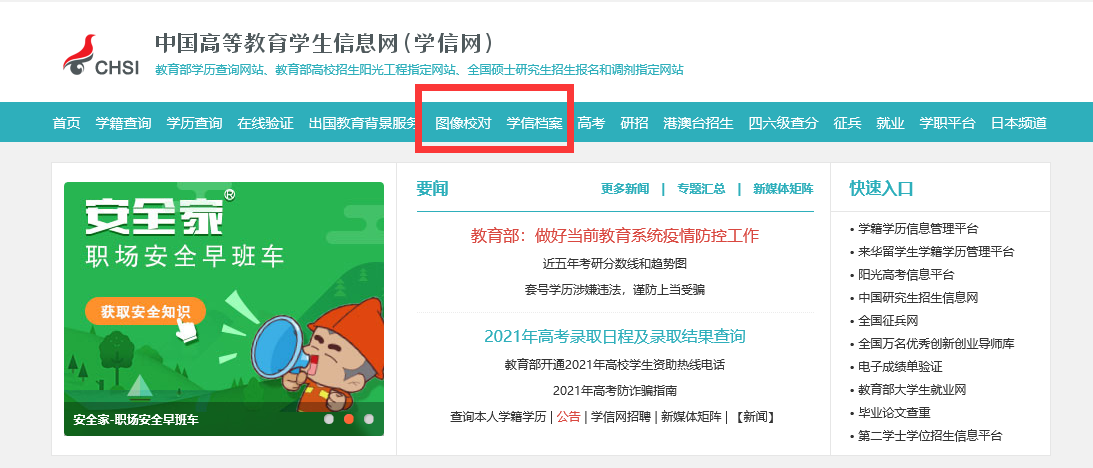 CHSI
中国高等教育学生信息网(学信网)
教育部学历查询网站、教育部高校招生阳光工程指定网站、全国硕士研究生招生报名和调剂指定网站
首页 学籍查询 学历查询 在线验证 出国教育背景服务 图像校对 学信档案 高考 研招 港澳台招生 四六级查分 征兵 就业 学职平台 日本频道
安全家®
职场安全早班车
获取安全知识
安全家-职场安全早班车
要闻 更多新闻 | 专题汇总 | 新媒体矩阵
教育部：做好当前教育系统疫情防控工作
近五年考研分数线和趋势图
套号学历涉嫌违法，谨防上当受骗
2021年高考录取日程及录取结果查询
教育部开通2021年高校学生资助热线电话
2021年高考防诈骗指南
查询本人学籍学历 | 公告 | 学信网招聘 | 新媒体矩阵 | 【新闻】
快速入口
• 学籍学历信息管理平台
• 来华留学生学籍学历管理平台
• 阳光高考信息平台
• 中国研究生招生信息网
• 全国征兵网
• 全国万名优秀创新创业导师库
• 电子成绩单验证
• 教育部大学生就业网
• 毕业论文查重
• 第二学士学位招生信息平台